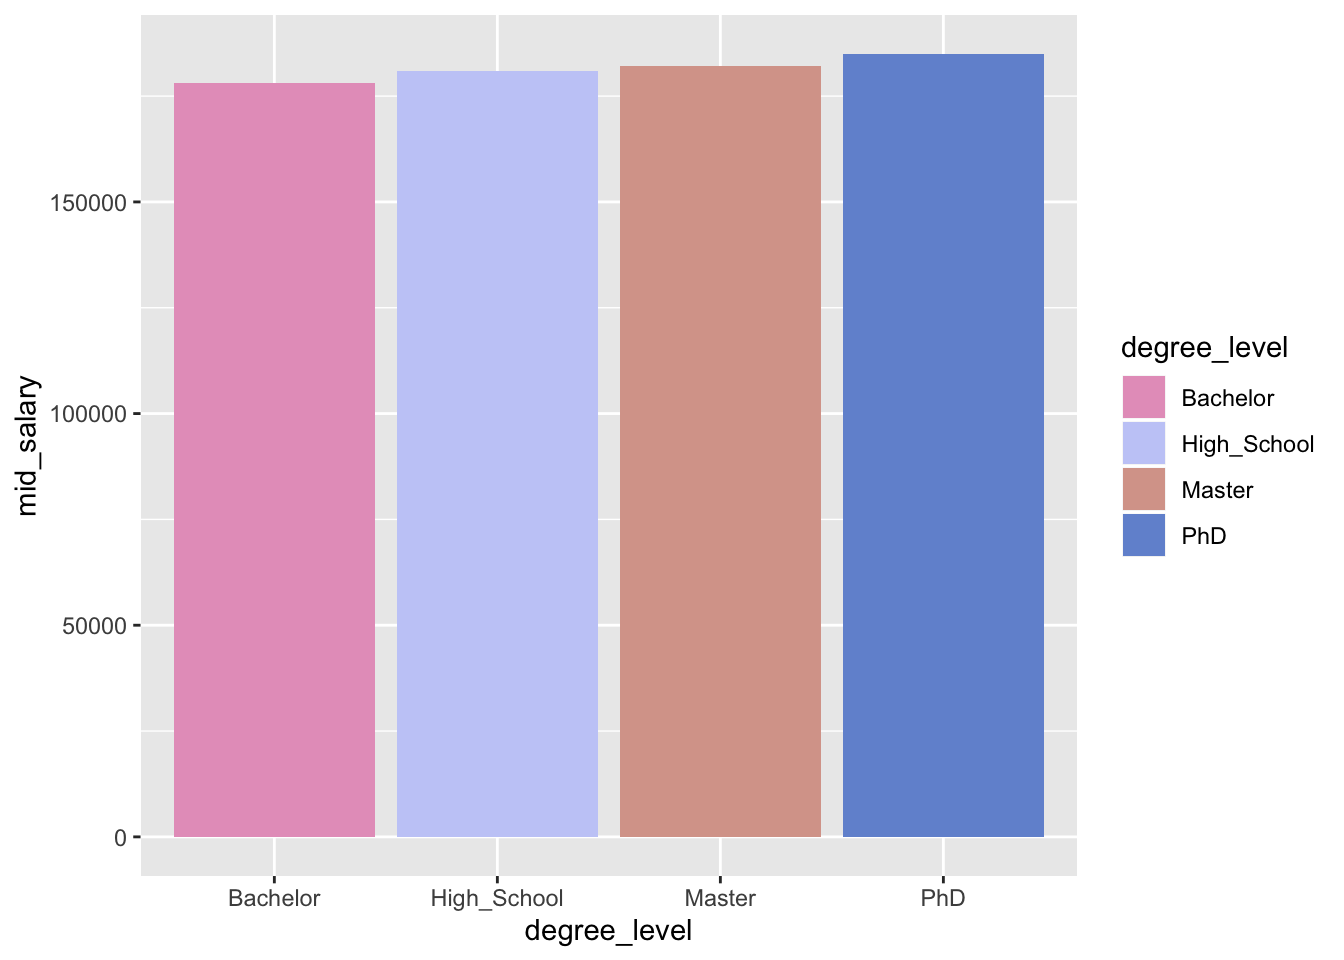 mid_salary
150000
100000
50000
0
Bachelor
High_School
Master
PhD
degree_level
degree_level
Bachelor
High_School
Master
PhD